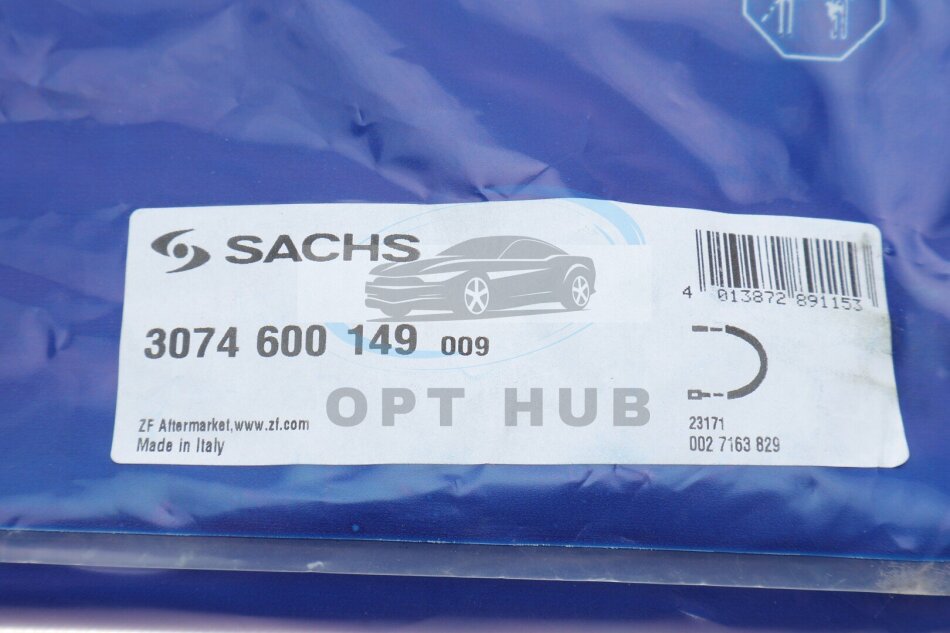 SACHS
4 013872 891153
3074 600 149 009
OPT HUB
ZF Aftermarket,www.zf.com
Made in Italy
23171
002 7163 829